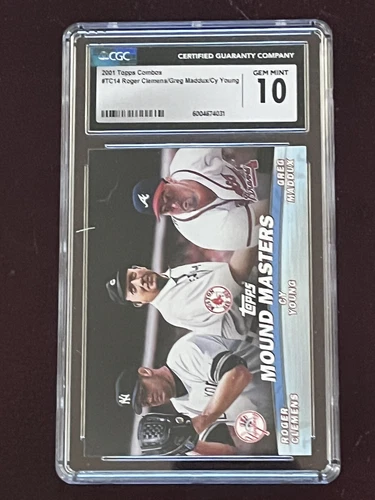 CGC
CERTIFIED GUARANTY COMPANY
2001 Topps Combos
#TC14 Roger Clemens/Greg Maddux/Cy Young
GEM MINT
10
6004674031
Topps
MOUND MASTERS
GREG MADDUX
CY YOUNG
ROGER CLEMENS